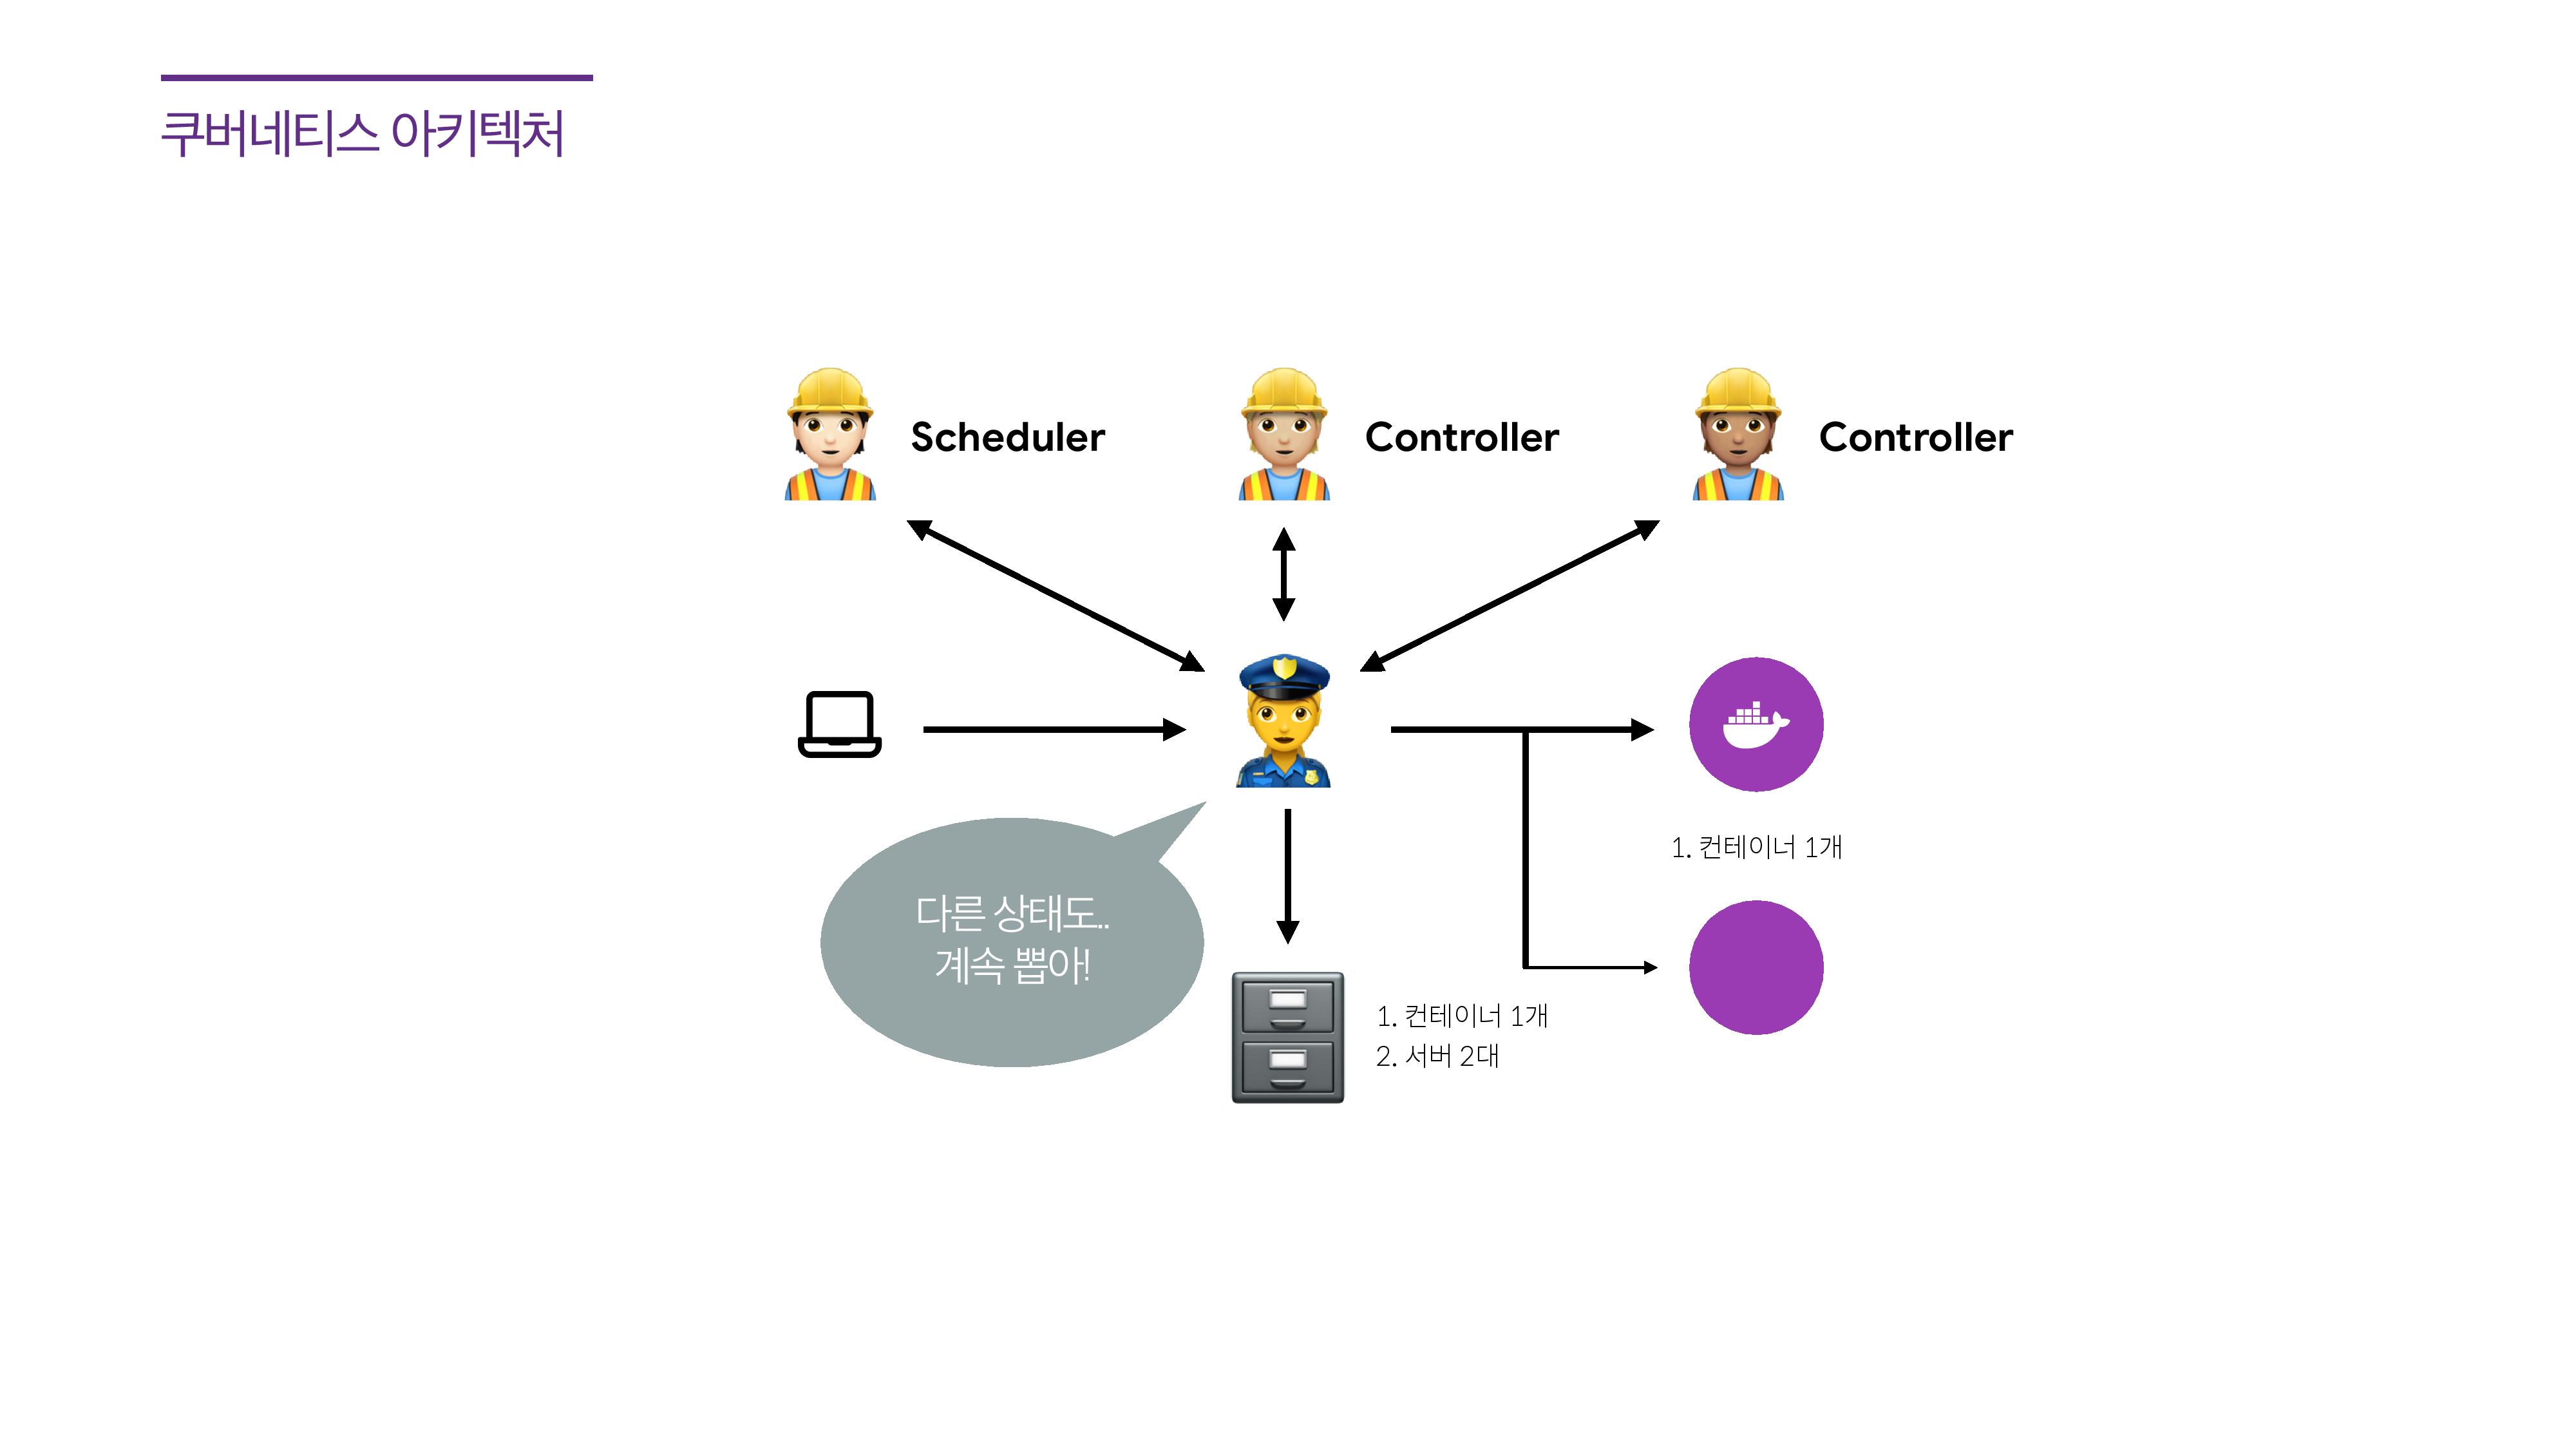 쿠버네티스 아키텍처
Scheduler
Controller
Controller
1. 컨테이너 1개
다른 상태도..
계속 뽑아!
1. 컨테이너 1개
2. 서버 2대